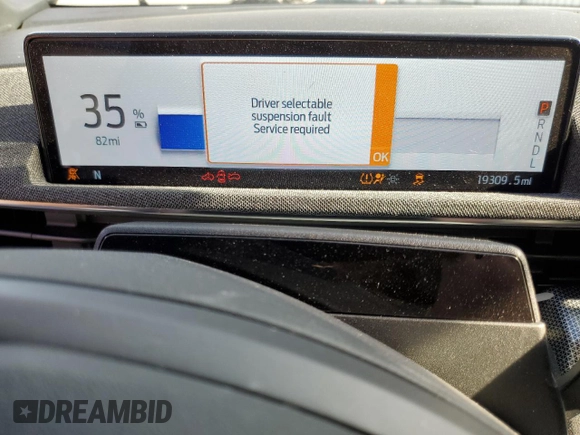 35 %
82mi
Driver selectable
suspension fault
Service required
OK
P
R
N
D
L
N
19309.5mi
DREAMBID